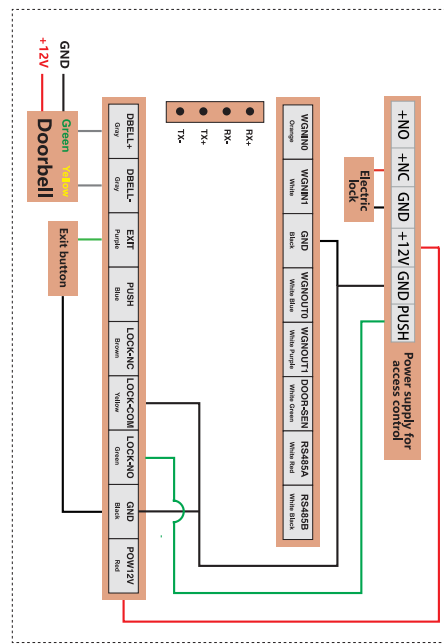 +12V
GND
Green
Yellow
Doorbell
Exit button
DBELL+
Gray
DBELL-
Gray
EXIT
Purple
PUSH
Blue
LOCK-NC
Brown
LOCK-COM
Yellow
LOCK-NO
Green
GND
Black
POW12V
Red
TX-
TX+
RX-
RX+
WGNIN0
Orange
WGNIN1
White
GND
Black
WGNOUT0
White Blue
WGNOUT1
White Purple
DOOR-SEN
White Green
RS485A
White Red
RS485B
White Black
Electric
lock
+NO
+NC
GND
+12V
GND
PUSH
Power supply for
access control